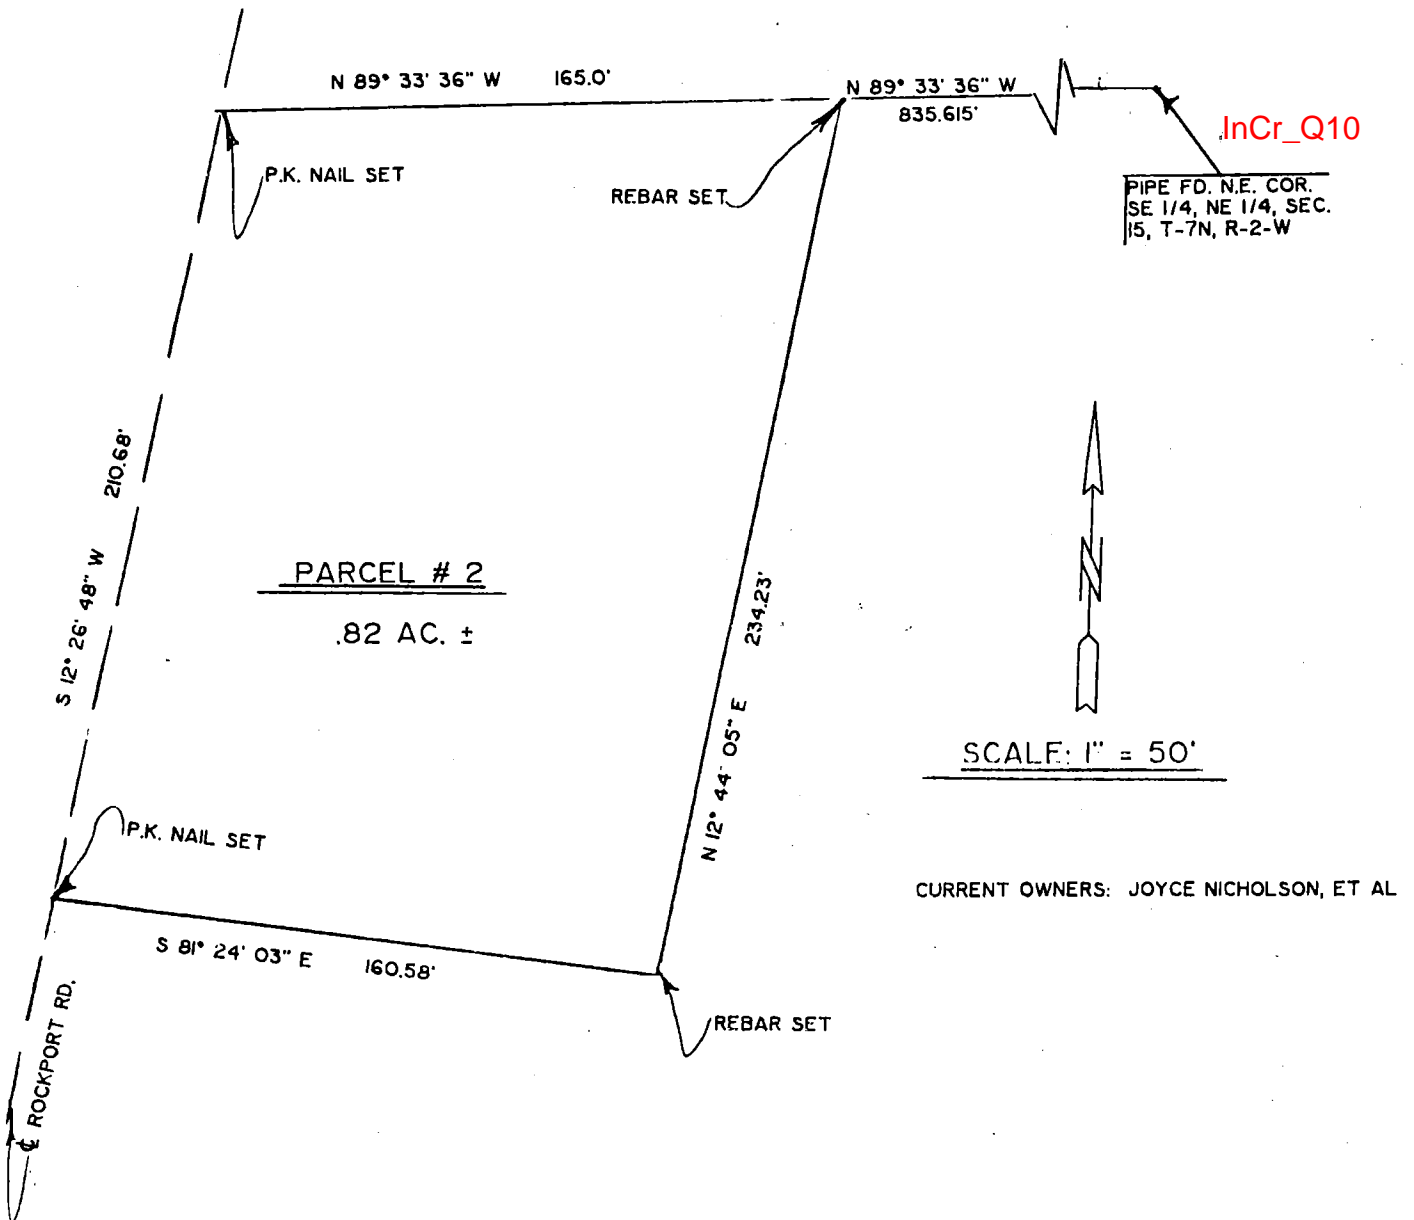 N 89° 33' 36" W 165.0'
N 89° 33' 36" W
835.615'
InCr_Q10
P.K. NAIL SET
REBAR SET
PIPE FD. N.E. COR.
SE 1/4, NE 1/4, SEC.
15, T-7N, R-2-W
S 12° 26' 48" W 210.68'
PARCEL # 2
.82 AC. ±
N 12° 44' 05" E 234.23'
N
SCALE: 1" = 50'
P.K. NAIL SET
CURRENT OWNERS: JOYCE NICHOLSON, ET AL
S 81° 24' 03" E 160.58'
REBAR SET
℄ ROCKPORT RD.